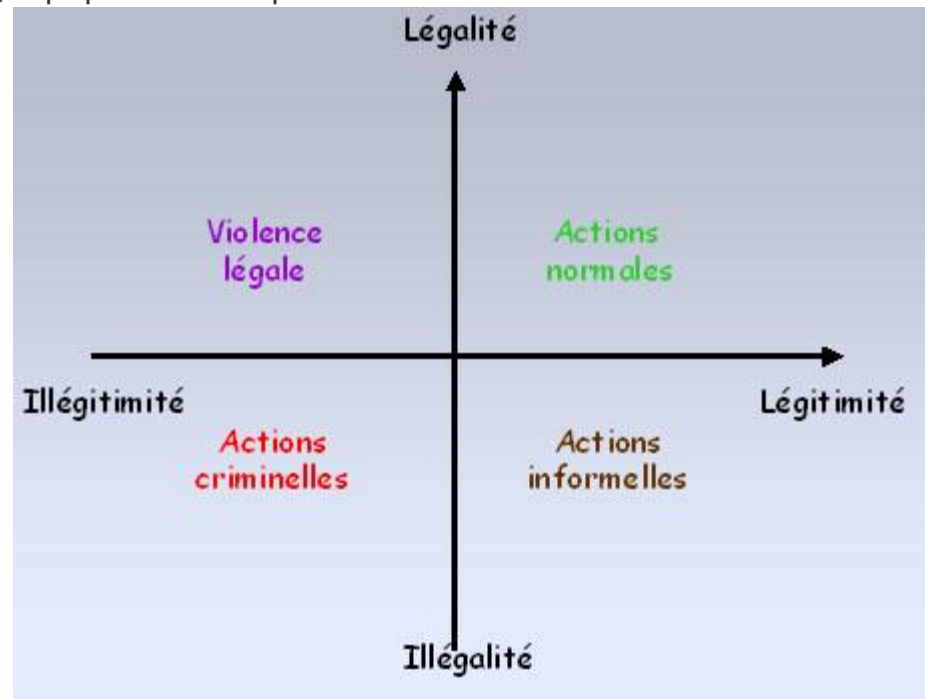 Légalité
Violence
légale
Actions
normales
Illégitimité
Légitimité
Actions
criminelles
Actions
informelles
Illégalité